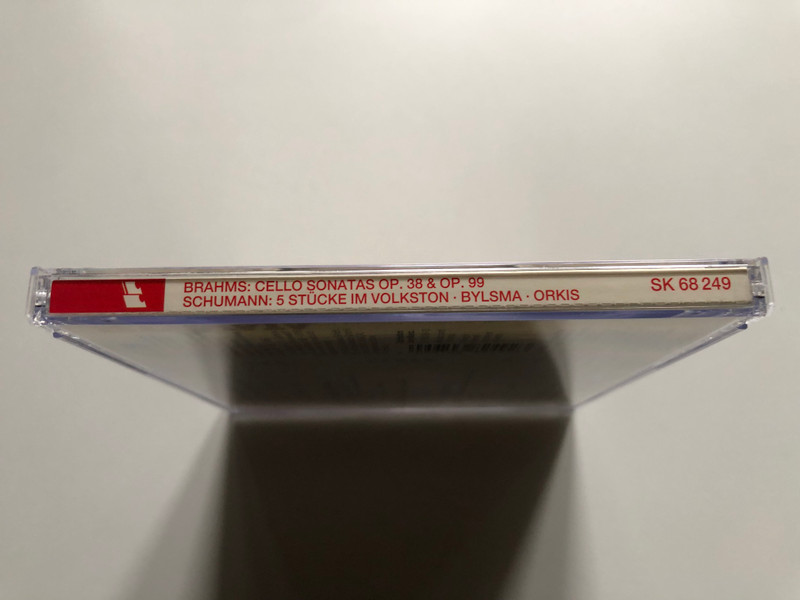 BRAHMS: CELLO SONATAS OP. 38 & OP. 99
SCHUMANN: 5 STÜCKE IM VOLKSTON · BYLSMA · ORKIS
SK 68 249